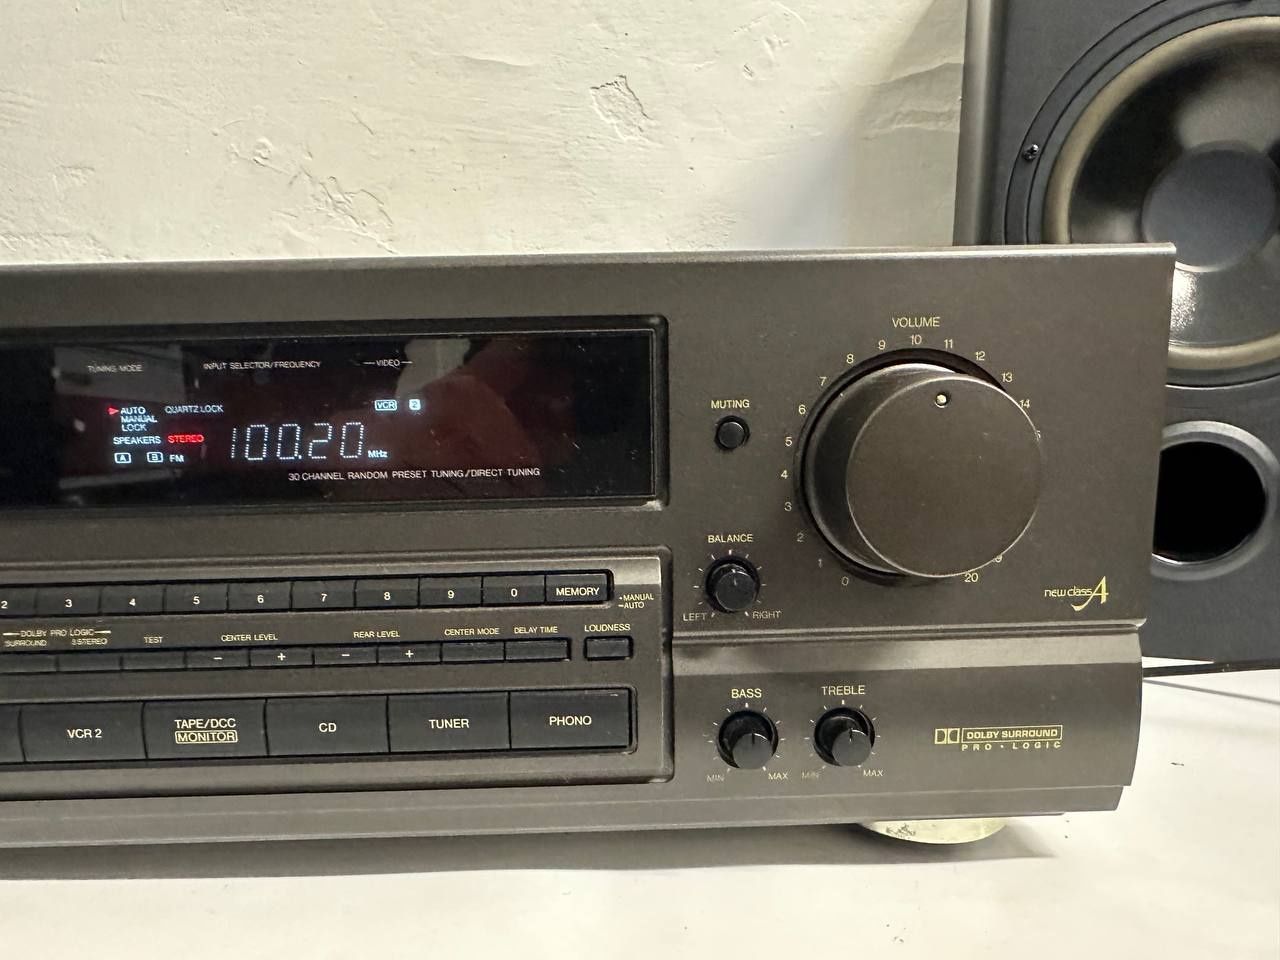 VOLUME
TUNING MODE INPUT SELECTOR/FREQUENCY VIDEO
AUTO QUARTZ LOCK VCR 2
MANUAL
LOCK
SPEAKERS STEREO 100.20 MHz
A B FM
30 CHANNEL RANDOM PRESET TUNING/DIRECT TUNING
MUTING
0 1 2 3 4 5 6 7 8 9 10 11 12 13 14 20
BALANCE
LEFT RIGHT
new class A
2 3 4 5 6 7 8 9 0 MEMORY
MANUAL
AUTO
DOLBY PRO LOGIC
SURROUND 3 STEREO TEST CENTER LEVEL REAR LEVEL CENTER MODE DELAY TIME LOUDNESS
− + − +
VCR 2 TAPE/DCC CD TUNER PHONO
MONITOR
BASS TREBLE
MIN MAX MIN MAX
DOLBY SURROUND
PRO · LOGIC